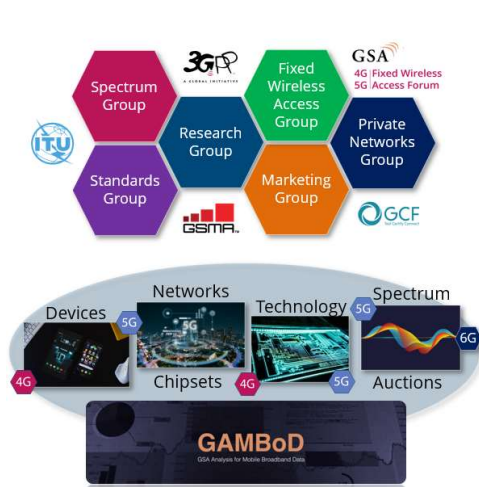 3GPP
A GLOBAL INITIATIVE
GSA
4G Fixed Wireless
5G Access Forum
Spectrum
Group
Fixed
Wireless
Access
Group
Research
Group
Private
Networks
Group
ITU
Standards
Group
Marketing
Group
GSMA
GCF
Devices
Networks
Technology
Spectrum
5G
5G
5G
6G
4G
Chipsets
4G
5G
Auctions
GAMBoD
GSA Analysis for Mobile Broadband Data